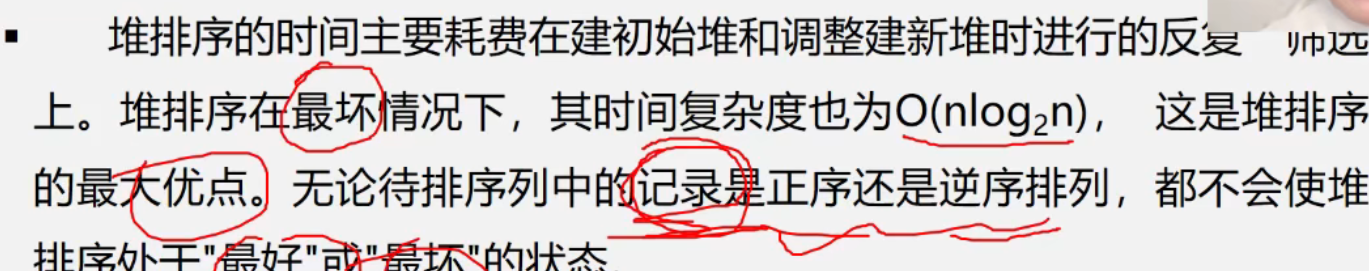 ▪ 堆排序的时间主要耗费在建初始堆和调整建新堆时进行的反复 筛选
上。堆排序在最坏情况下，其时间复杂度也为O(nlog₂n)， 这是堆排序
的最大优点。无论待排序列中的记录是正序还是逆序排列，都不会使堆
排序处于"最好"或"最坏"的状态。